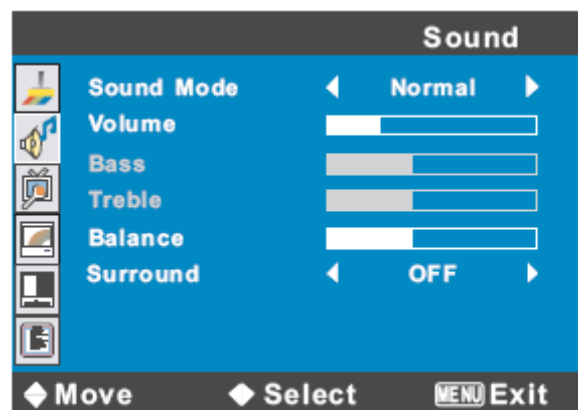 Sound
Sound Mode Normal
Volume
Bass
Treble
Balance
Surround OFF
Move Select MENU Exit